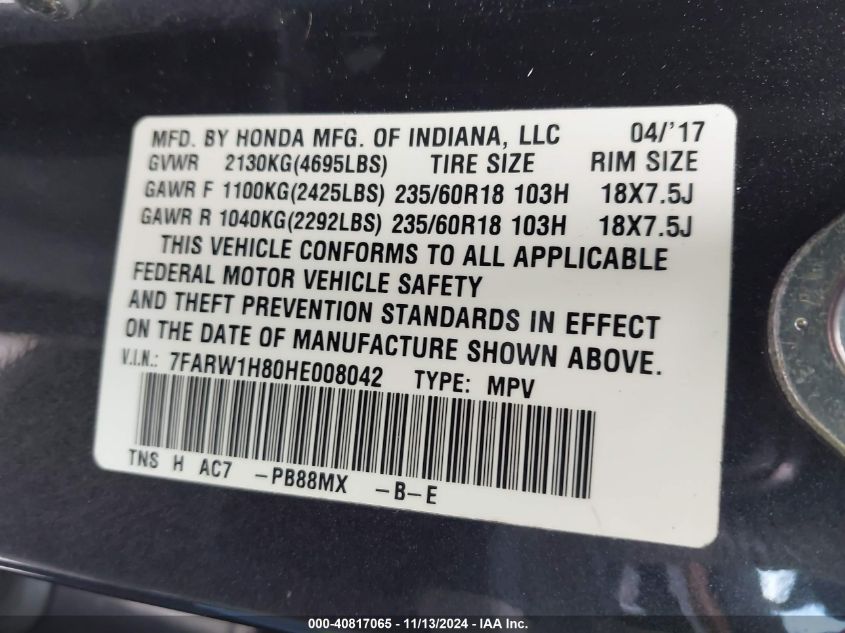 MFD. BY HONDA MFG. OF INDIANA, LLC 04/'17
GVWR 2130KG(4695LBS) TIRE SIZE RIM SIZE
GAWR F 1100KG(2425LBS) 235/60R18 103H 18X7.5J
GAWR R 1040KG(2292LBS) 235/60R18 103H 18X7.5J
THIS VEHICLE CONFORMS TO ALL APPLICABLE
FEDERAL MOTOR VEHICLE SAFETY
AND THEFT PREVENTION STANDARDS IN EFFECT
ON THE DATE OF MANUFACTURE SHOWN ABOVE.
V.I.N.: 7FARW1H80HE008042 TYPE: MPV
TNS H AC7 -PB88MX -B-E
000-40817065 - 11/13/2024 - IAA Inc.